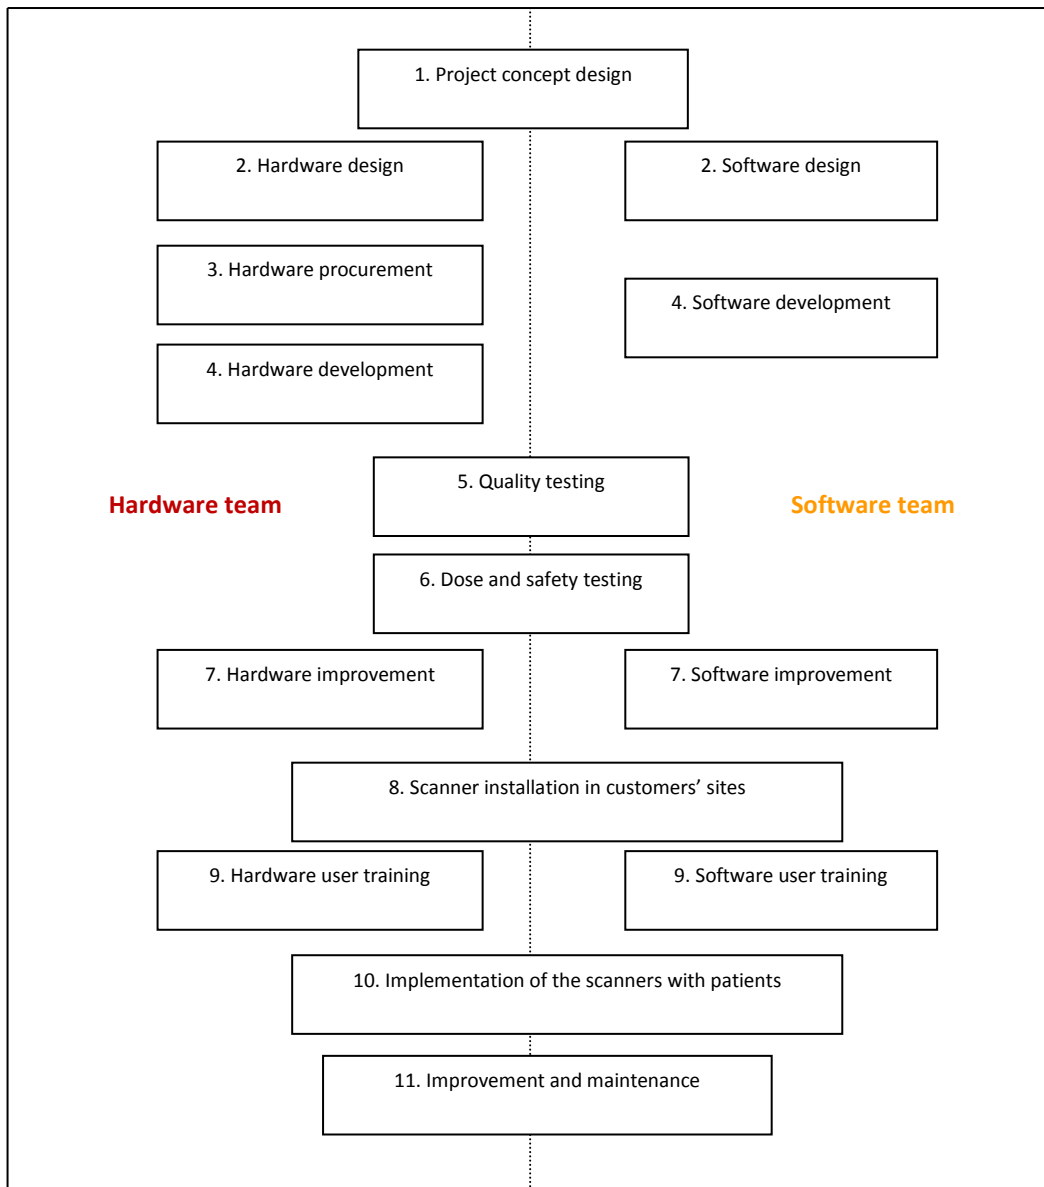 1. Project concept design
2. Hardware design
2. Software design
3. Hardware procurement
4. Software development
4. Hardware development
5. Quality testing
Hardware team
Software team
6. Dose and safety testing
7. Hardware improvement
7. Software improvement
8. Scanner installation in customers’ sites
9. Hardware user training
9. Software user training
10. Implementation of the scanners with patients
11. Improvement and maintenance